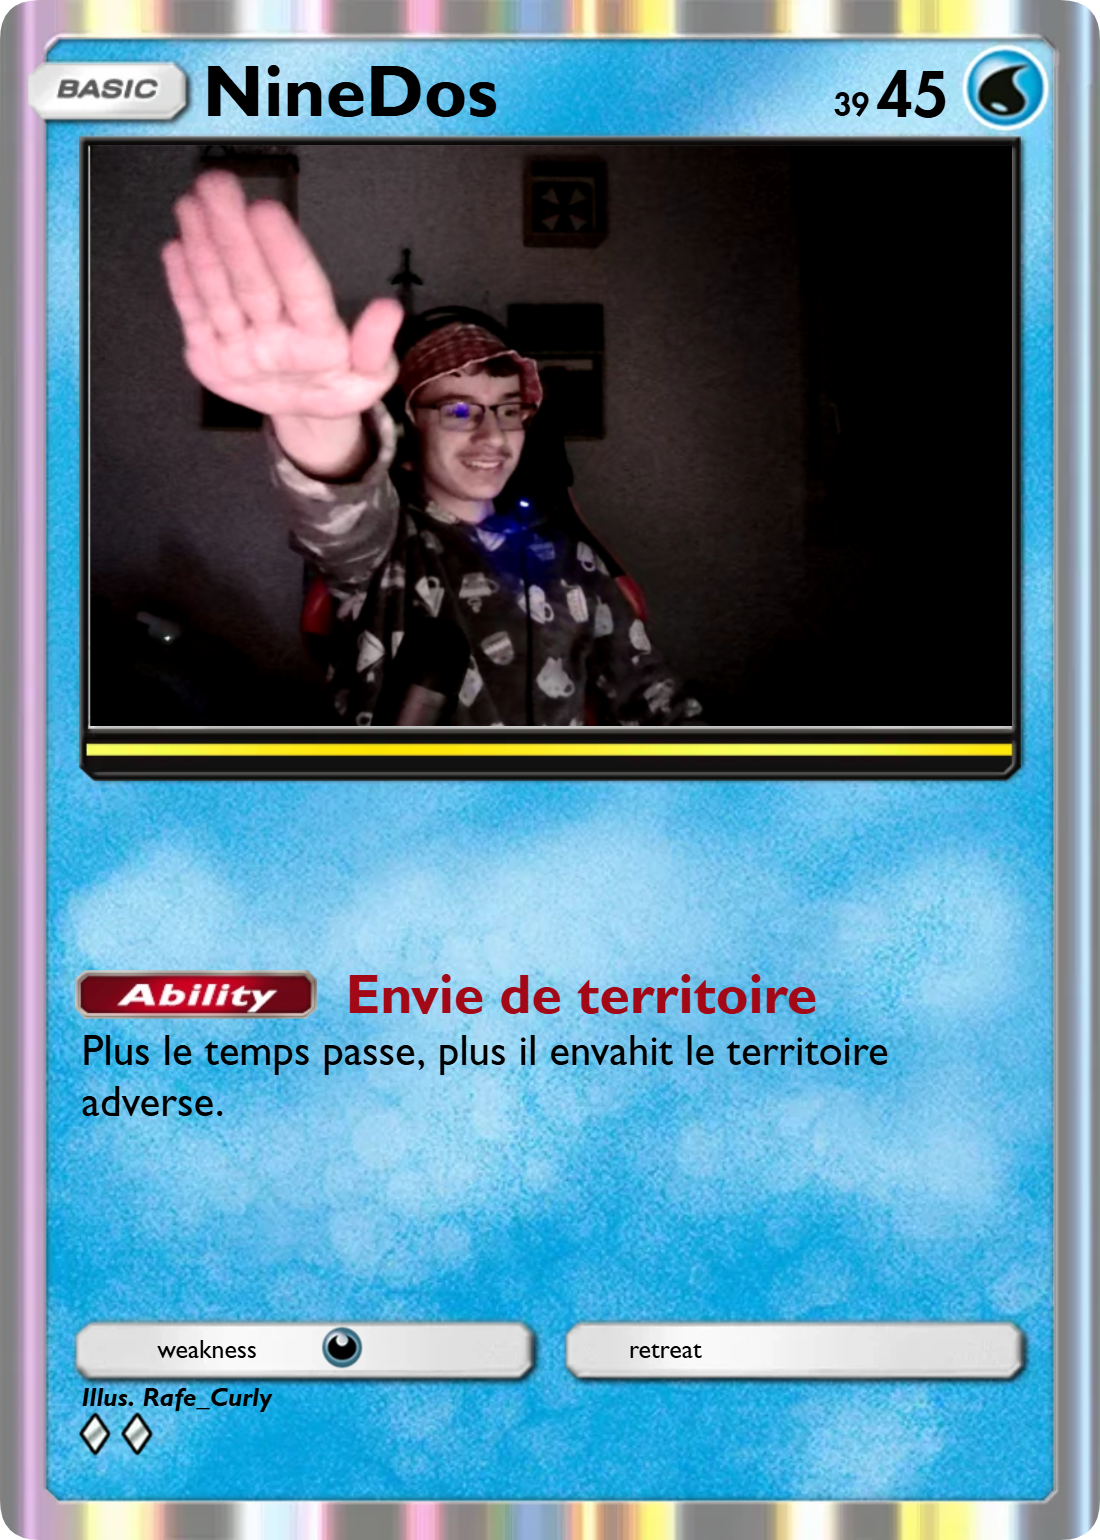 BASIC
NineDos
39 45
Ability
Envie de territoire
Plus le temps passe, plus il envahit le territoire
adverse.
weakness
retreat
Illus. Rafe_Curly